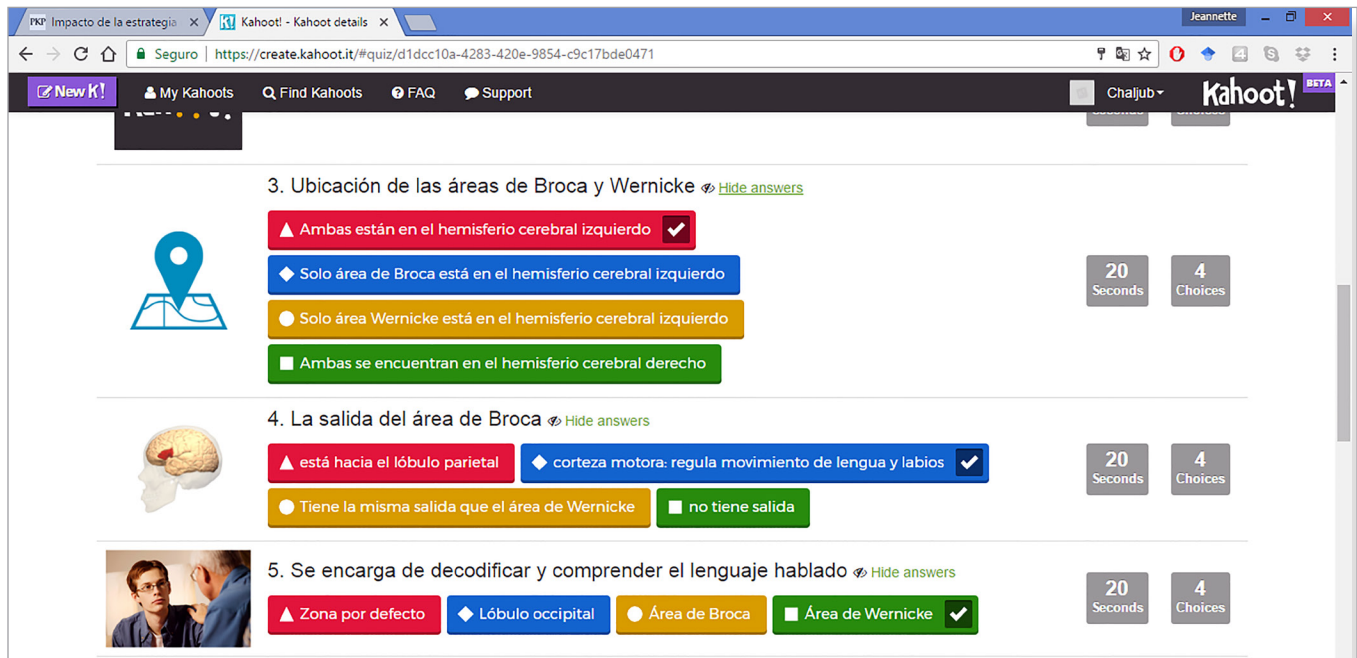 PKP Impacto de la estrategia
Kahoot! - Kahoot details
Jeannette
Seguro https://create.kahoot.it/#quiz/d1dcc10a-4283-420e-9854-c9c17bde0471
New K! My Kahoots Find Kahoots FAQ Support Chaljub Kahoot! BETA
3. Ubicación de las áreas de Broca y Wernicke Hide answers
Ambas están en el hemisferio cerebral izquierdo
Solo área de Broca está en el hemisferio cerebral izquierdo
Solo área Wernicke está en el hemisferio cerebral izquierdo
Ambas se encuentran en el hemisferio cerebral derecho
20 Seconds
4 Choices
4. La salida del área de Broca Hide answers
está hacia el lóbulo parietal corteza motora: regula movimiento de lengua y labios
Tiene la misma salida que el área de Wernicke no tiene salida
20 Seconds
4 Choices
5. Se encarga de decodificar y comprender el lenguaje hablado Hide answers
Zona por defecto Lóbulo occipital Área de Broca Área de Wernicke
20 Seconds
4 Choices